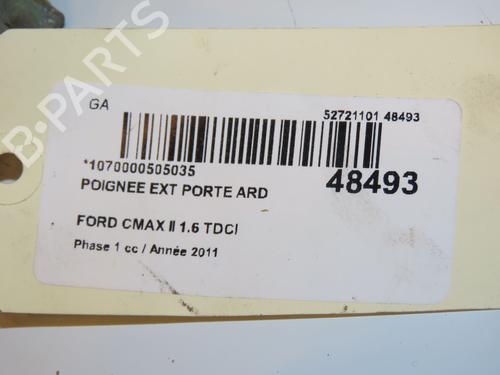 GA
52721101 48493
*1070000505035
48493
POIGNEE EXT PORTE ARD
FORD CMAX II 1.6 TDCI
Phase 1 cc / Année 2011
B-PARTS